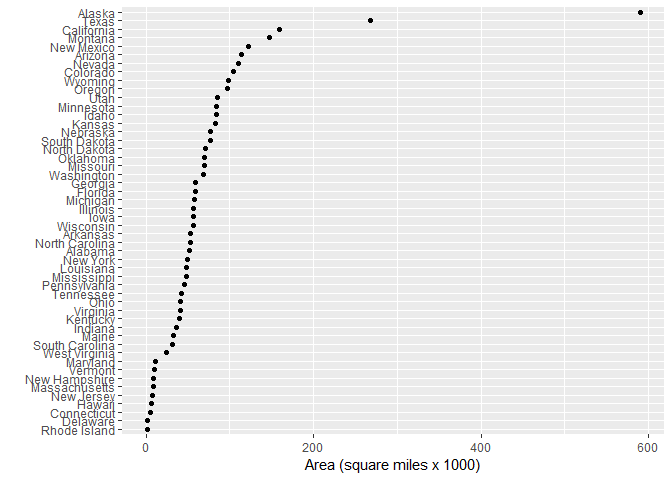 Alaska
Texas
California
Montana
New Mexico
Arizona
Nevada
Colorado
Wyoming
Oregon
Utah
Minnesota
Idaho
Kansas
Nebraska
South Dakota
North Dakota
Oklahoma
Missouri
Washington
Georgia
Florida
Michigan
Illinois
Iowa
Wisconsin
Arkansas
North Carolina
Alabama
New York
Louisiana
Mississippi
Pennsylvania
Tennessee
Ohio
Virginia
Kentucky
Indiana
Maine
South Carolina
West Virginia
Maryland
Vermont
New Hampshire
Massachusetts
New Jersey
Hawaii
Connecticut
Delaware
Rhode Island
0 200 400 600
Area (square miles x 1000)